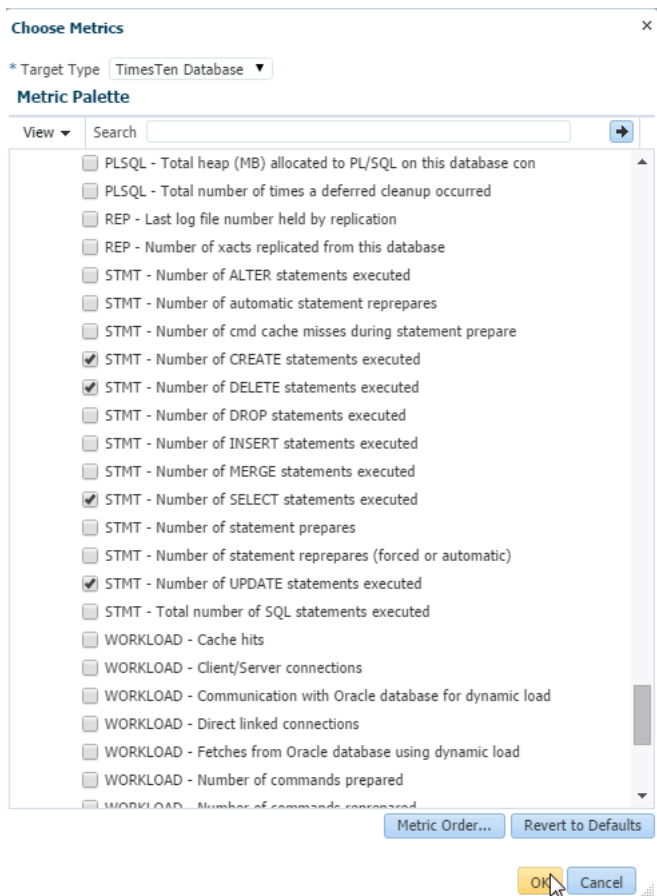 Choose Metrics
* Target Type TimesTen Database
Metric Palette
View Search
PLSQL - Total heap (MB) allocated to PL/SQL on this database con
PLSQL - Total number of times a deferred cleanup occurred
REP - Last log file number held by replication
REP - Number of xacts replicated from this database
STMT - Number of ALTER statements executed
STMT - Number of automatic statement reprepares
STMT - Number of cmd cache misses during statement prepare
STMT - Number of CREATE statements executed
STMT - Number of DELETE statements executed
STMT - Number of DROP statements executed
STMT - Number of INSERT statements executed
STMT - Number of MERGE statements executed
STMT - Number of SELECT statements executed
STMT - Number of statement prepares
STMT - Number of statement reprepares (forced or automatic)
STMT - Number of UPDATE statements executed
STMT - Total number of SQL statements executed
WORKLOAD - Cache hits
WORKLOAD - Client/Server connections
WORKLOAD - Communication with Oracle database for dynamic load
WORKLOAD - Direct linked connections
WORKLOAD - Fetches from Oracle database using dynamic load
WORKLOAD - Number of commands prepared
WORKLOAD - Number of commands reprepared
Metric Order... Revert to Defaults
OK Cancel